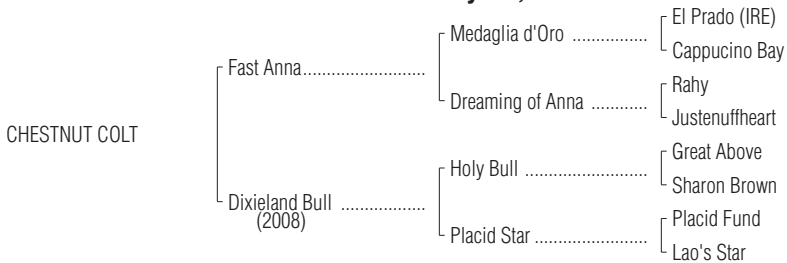 El Prado (IRE)
Medaglia d'Oro ................
Cappucino Bay
Fast Anna..........................
Rahy
Dreaming of Anna ............
Justenuffheart
CHESTNUT COLT
Great Above
Holy Bull ..........................
Sharon Brown
Dixieland Bull ..................
(2008)
Placid Fund
Placid Star ........................
Lao's Star